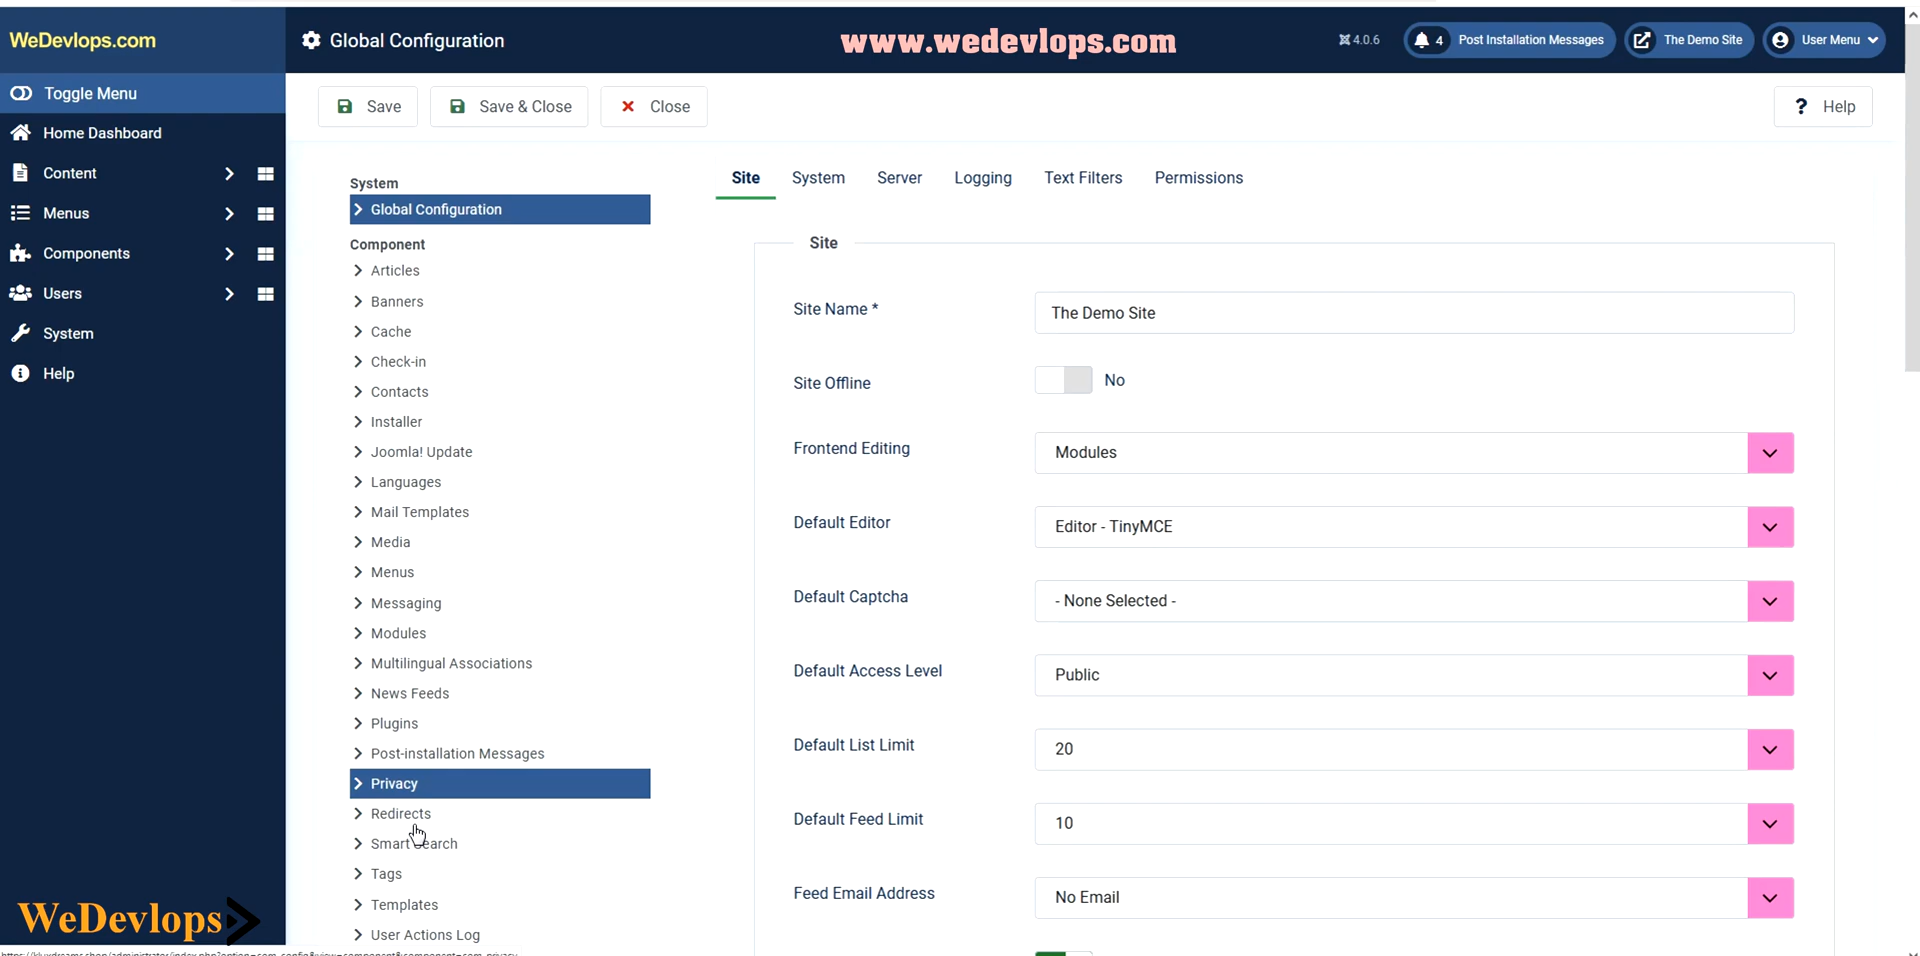 WeDevlops.com
Global Configuration
www.wedevlops.com
4.0.6
4
Post Installation Messages
The Demo Site
User Menu
Toggle Menu
Home Dashboard
Content
Menus
Components
Users
System
Help
Save
Save & Close
Close
? Help
System
Global Configuration
Component
Articles
Banners
Cache
Check-in
Contacts
Installer
Joomla! Update
Languages
Mail Templates
Media
Menus
Messaging
Modules
Multilingual Associations
News Feeds
Plugins
Post-installation Messages
Privacy
Redirects
Smart Search
Tags
Templates
User Actions Log
Site System Server Logging Text Filters Permissions
Site
Site Name * The Demo Site
Site Offline No
Frontend Editing Modules
Default Editor Editor - TinyMCE
Default Captcha - None Selected -
Default Access Level Public
Default List Limit 20
Default Feed Limit 10
Feed Email Address No Email
WeDevlops